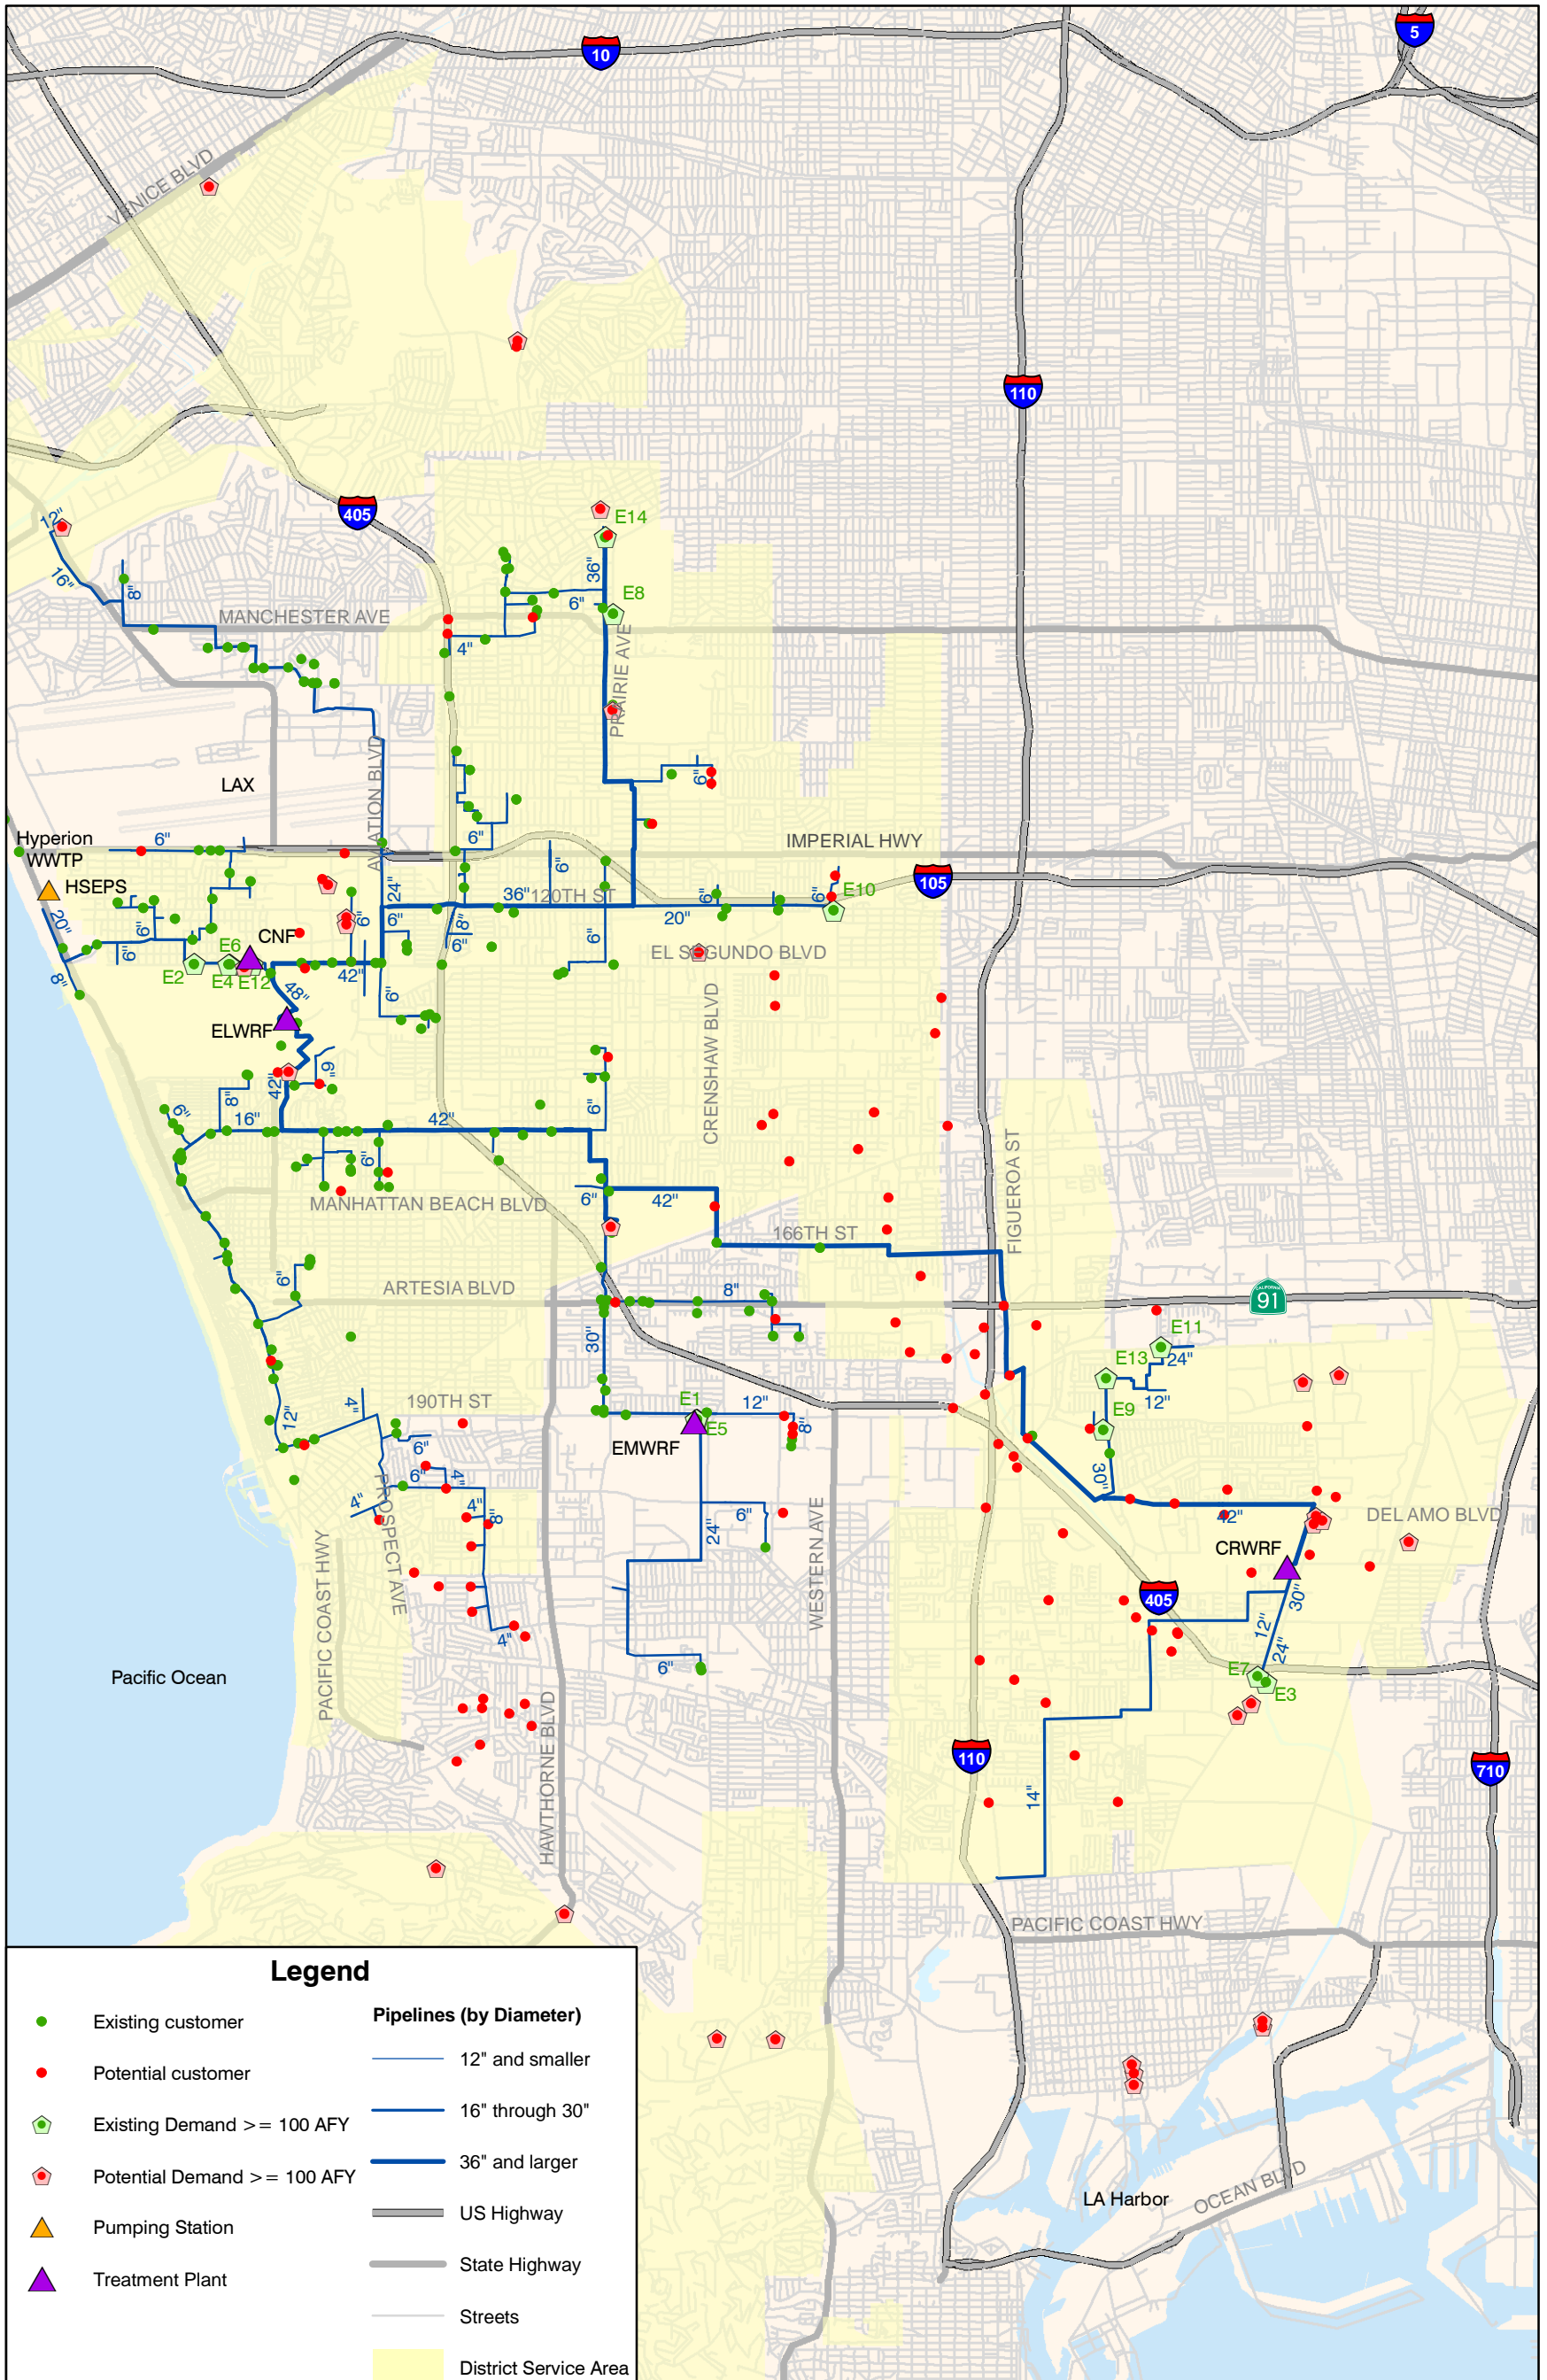 10
5
VENICE BLVD
110
405
12"
E14
16"
8"
36"
E8
6"
MANCHESTER AVE
4"
PRAIRIE AVE
AVIATION BLVD
LAX
6"
Hyperion
WWTP
6"
6"
IMPERIAL HWY
HSEPS
24"
36"
120TH ST
6"
6"
6"
E10
105
20"
20"
6"
6"
6"
6"
8"
6"
CNF
E6
6"
EL SEGUNDO BLVD
E2
E4
E12
42"
8"
48"
6"
ELWRF
CRENSHAW BLVD
42"
6"
8"
6"
16"
42"
6"
6"
FIGUEROA ST
MANHATTAN BEACH BLVD
6"
42"
166TH ST
6"
ARTESIA BLVD
8"
91
30"
E11
E13
24"
12"
190TH ST
4"
12"
E1
E5
12"
8"
E9
EMWRF
6"
6"
4"
30"
4"
PROSPECT AVE
4"
8"
6"
24"
42"
DEL AMO BLVD
WESTERN AVE
CRWRF
PACIFIC COAST HWY
405
30"
12"
24"
4"
6"
E7
E3
Pacific Ocean
HAWTHORNE BLVD
110
14"
710
PACIFIC COAST HWY
LA Harbor
OCEAN BLVD
Legend
Existing customer
Potential customer
Existing Demand >= 100 AFY
Potential Demand >= 100 AFY
Pumping Station
Treatment Plant
Pipelines (by Diameter)
12" and smaller
16" through 30"
36" and larger
US Highway
State Highway
Streets
District Service Area